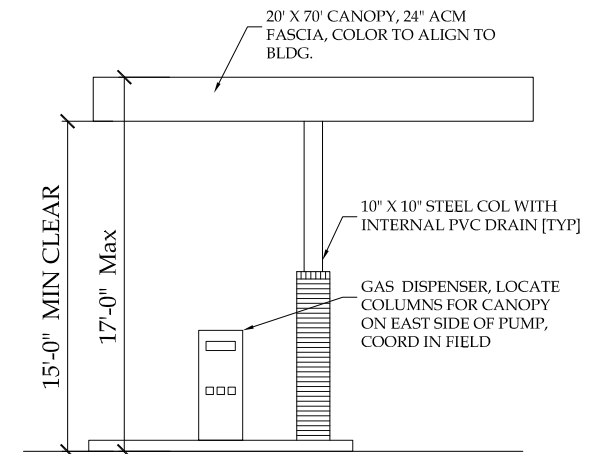 20' X 70' CANOPY, 24" ACM
FASCIA, COLOR TO ALIGN TO
BLDG.
15'-0" MIN CLEAR
17'-0" Max
10" X 10" STEEL COL WITH
INTERNAL PVC DRAIN [TYP]
GAS DISPENSER, LOCATE
COLUMNS FOR CANOPY
ON EAST SIDE OF PUMP,
COORD IN FIELD